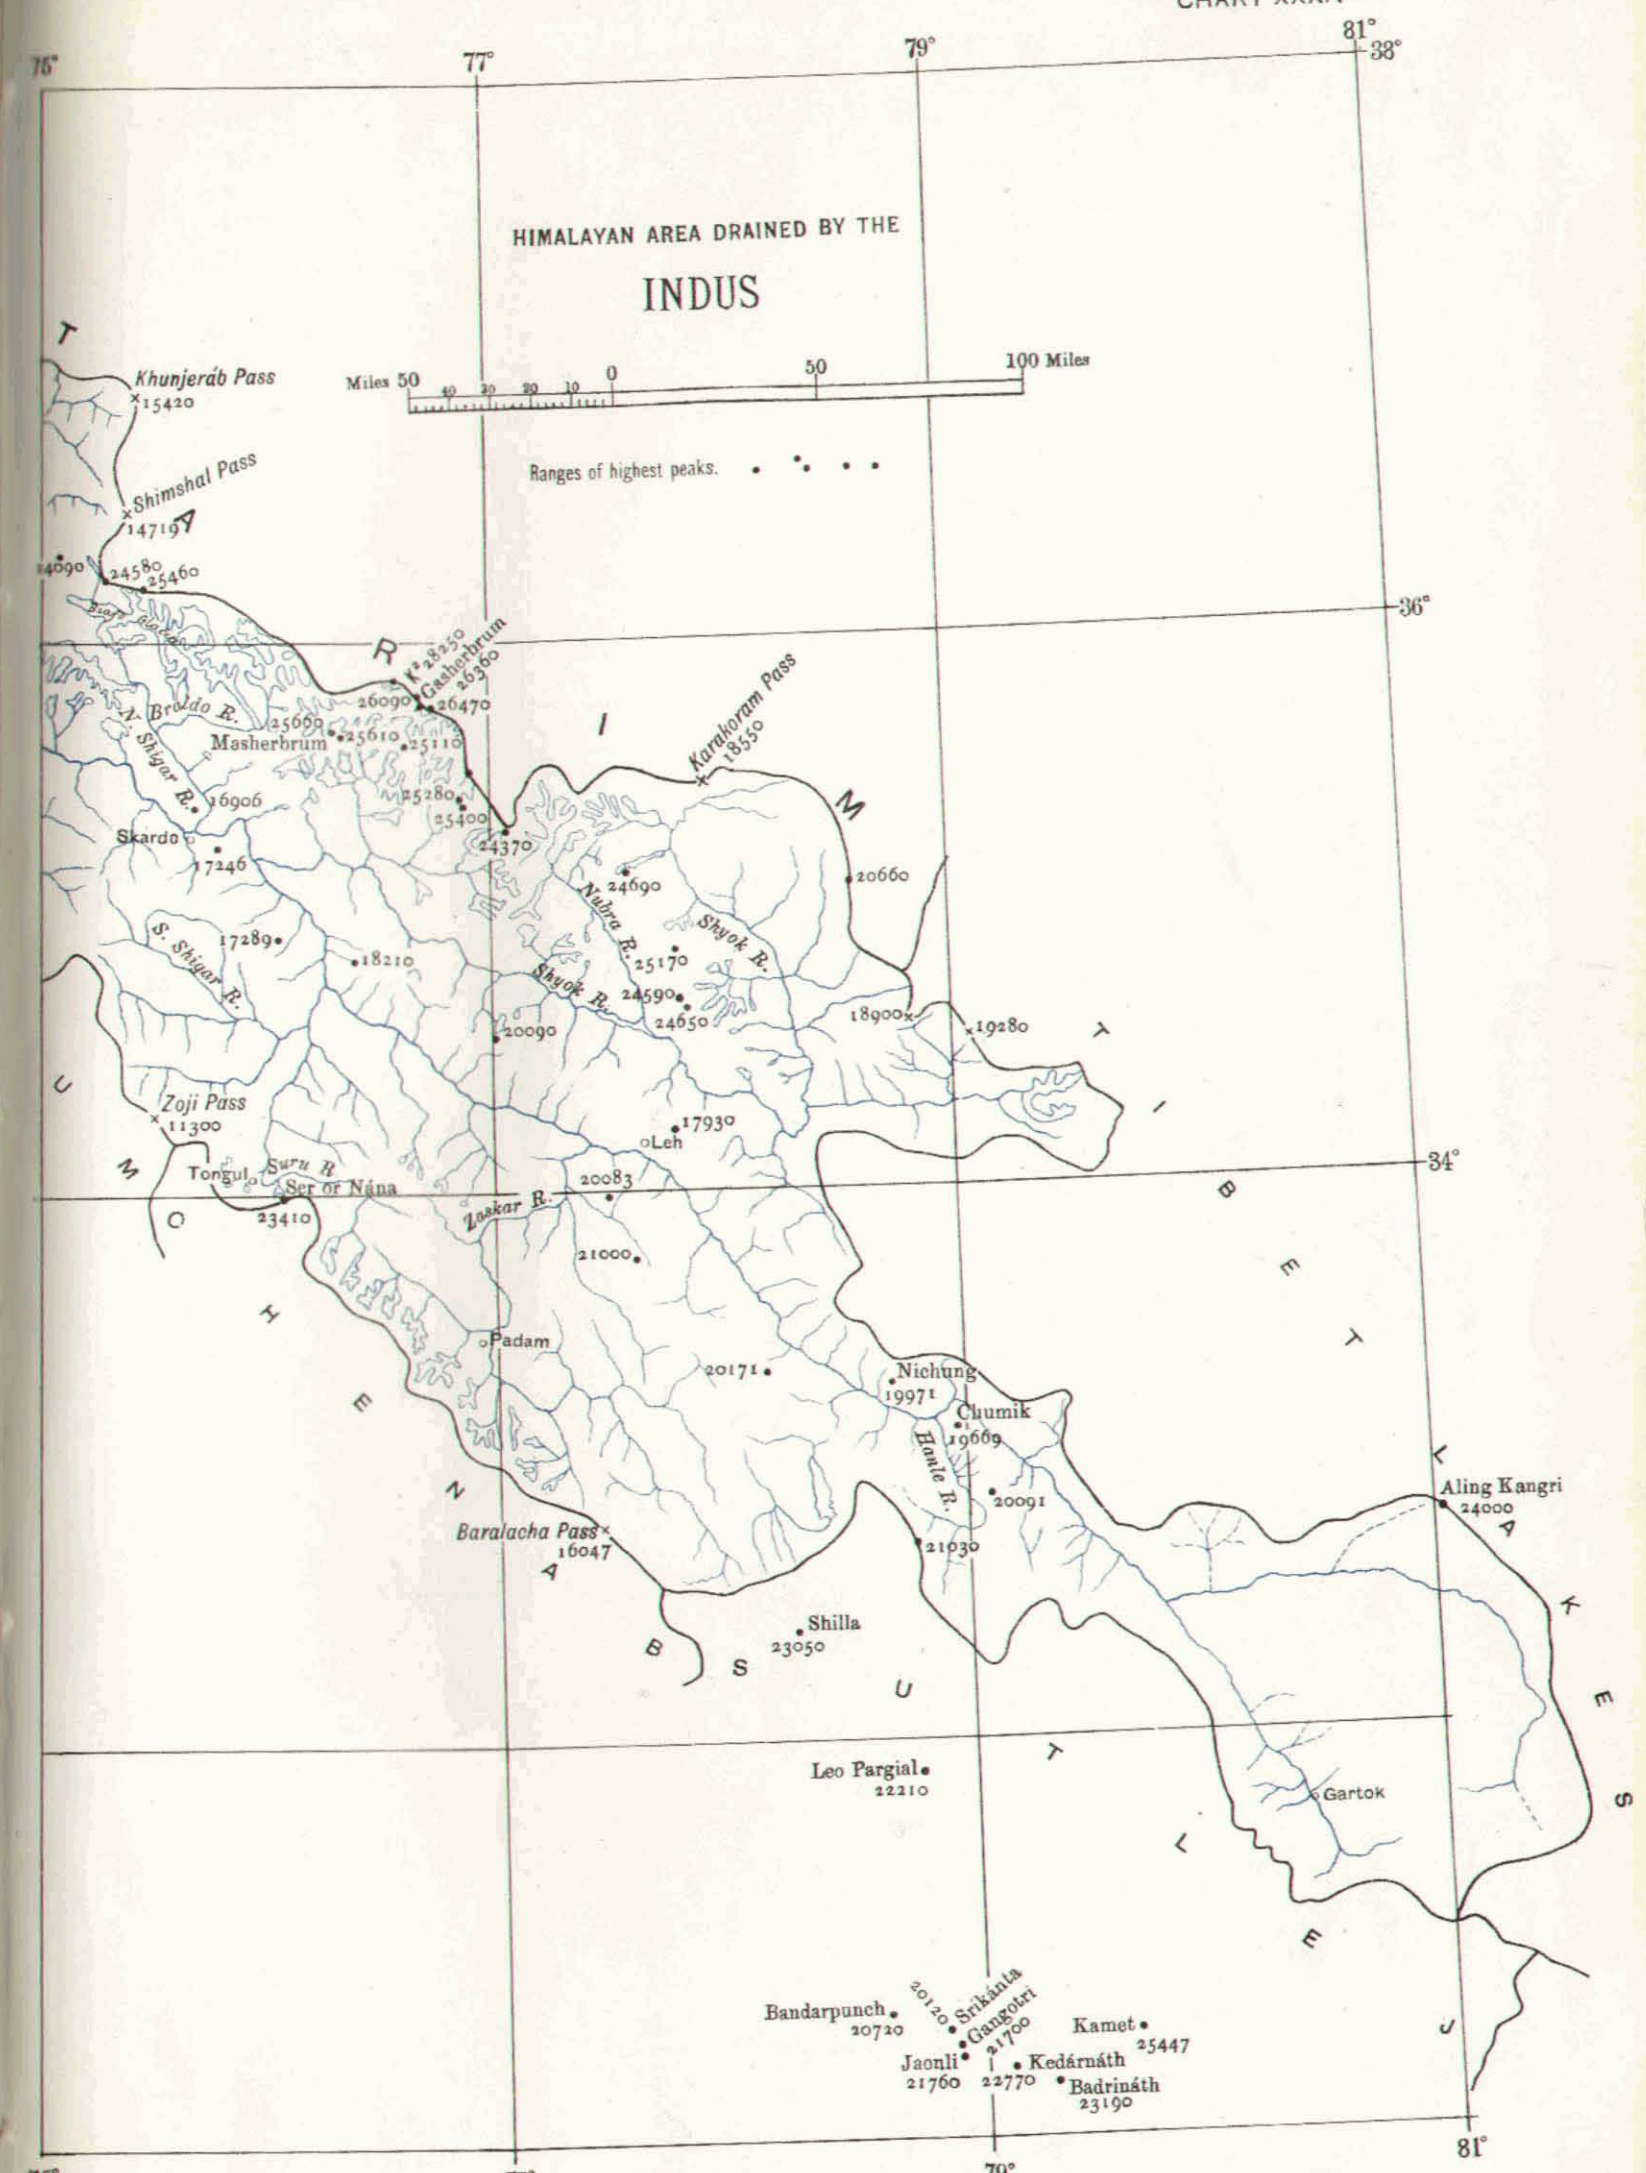 75°
77°
79°
81°
38°
HIMALAYAN AREA DRAINED BY THE
INDUS
T
Khunjeráb Pass
15420
Miles 50
40
30
20
10
0
50
100 Miles
Ranges of highest peaks.
Shimshal Pass
14719
A
24580
25460
36°
R
K² 28250
Gasherbrum
26360
26090
26470
N. Shigar R.
Braldo R.
25660
Masherbrum
25610
25110
I
Karakoram Pass
18550
M
16906
25280
25400
Skardo
17246
24370
24690
20660
Nubra R.
Shyok R.
S. Shigar R.
17289
18210
25170
Shyok R.
24590
24650
18900
19280
20090
T
U
Zoji Pass
11300
17930
Leh
I
M
Tongul
Suru R
Ser or Nána
23410
Zaskar R.
20083
34°
B
O
21000
E
H
T
Padam
20171
Nichung
19971
Chumik
19669
E
Hanle R.
20091
L
Aling Kangri
24000
A
N
Baralacha Pass
16047
A
21030
K
Shilla
23050
B
S
U
E
T
Leo Pargial
22210
Gartok
S
L
E
Bandarpunch
20720
20120
Srikánta
Gangotri
21700
Kamet
25447
J
Jaonli
21760
22770
Kedárnáth
Badrináth
23190
81°
79°